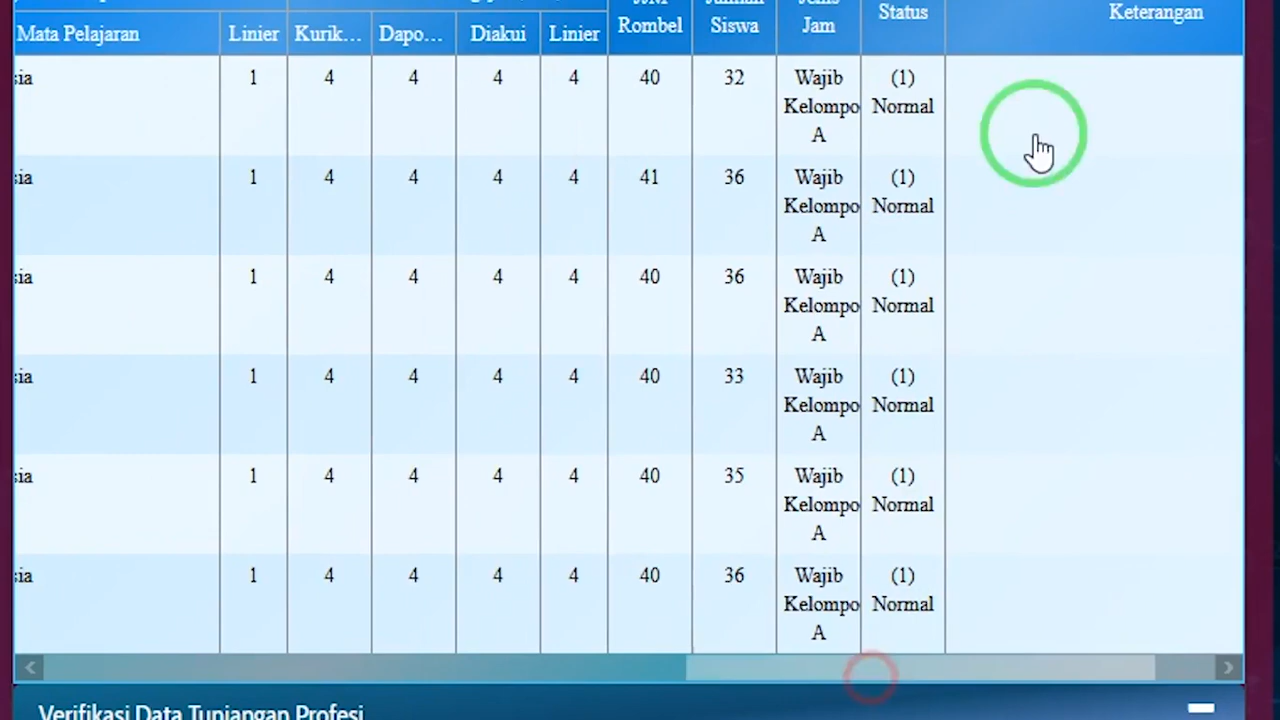 Mata Pelajaran Linier Kurik... Dapo... Diakui Linier Rombel Siswa Jam Status Keterangan
sia 1 4 4 4 4 40 32 Wajib (1)
Kelompo Normal
A
sia 1 4 4 4 4 41 36 Wajib (1)
Kelompo Normal
A
sia 1 4 4 4 4 40 36 Wajib (1)
Kelompo Normal
A
sia 1 4 4 4 4 40 33 Wajib (1)
Kelompo Normal
A
sia 1 4 4 4 4 40 35 Wajib (1)
Kelompo Normal
A
sia 1 4 4 4 4 40 36 Wajib (1)
Kelompo Normal
A
Verifikasi Data Tunjangan Profesi